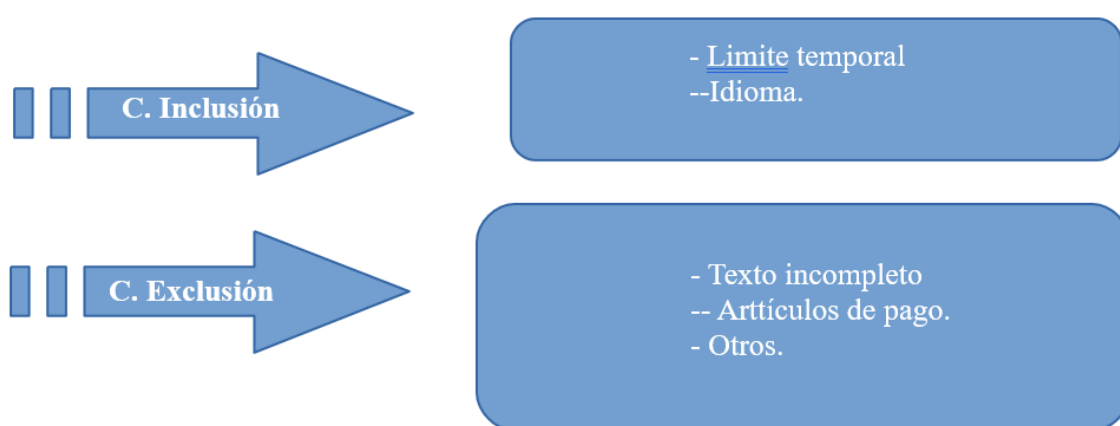 C. Inclusión
- Limite temporal
--Idioma.
C. Exclusión
- Texto incompleto
-- Arttículos de pago.
- Otros.